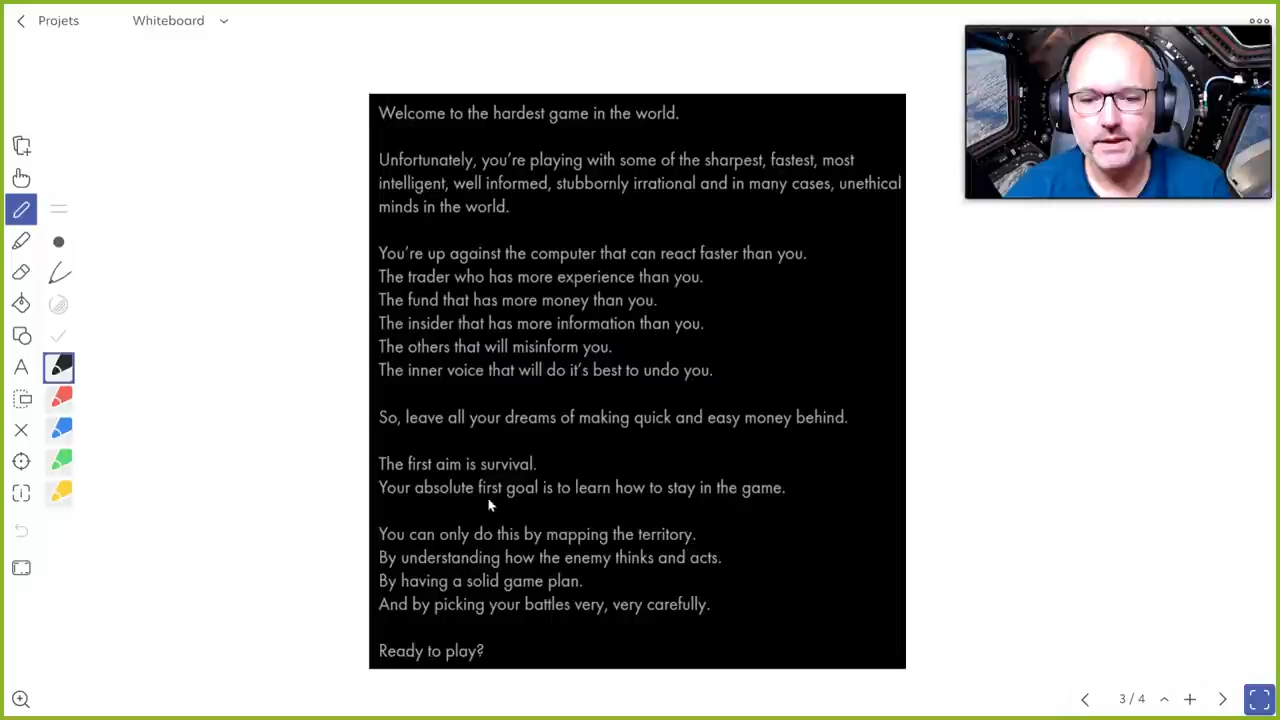 Projets
Whiteboard
Welcome to the hardest game in the world.
Unfortunately, you're playing with some of the sharpest, fastest, most
intelligent, well informed, stubbornly irrational and in many cases, unethical
minds in the world.
You're up against the computer that can react faster than you.
The trader who has more experience than you.
The fund that has more money than you.
The insider that has more information than you.
The others that will misinform you.
The inner voice that will do it's best to undo you.
So, leave all your dreams of making quick and easy money behind.
The first aim is survival.
Your absolute first goal is to learn how to stay in the game.
You can only do this by mapping the territory.
By understanding how the enemy thinks and acts.
By having a solid game plan.
And by picking your battles very, very carefully.
Ready to play?
3 / 4